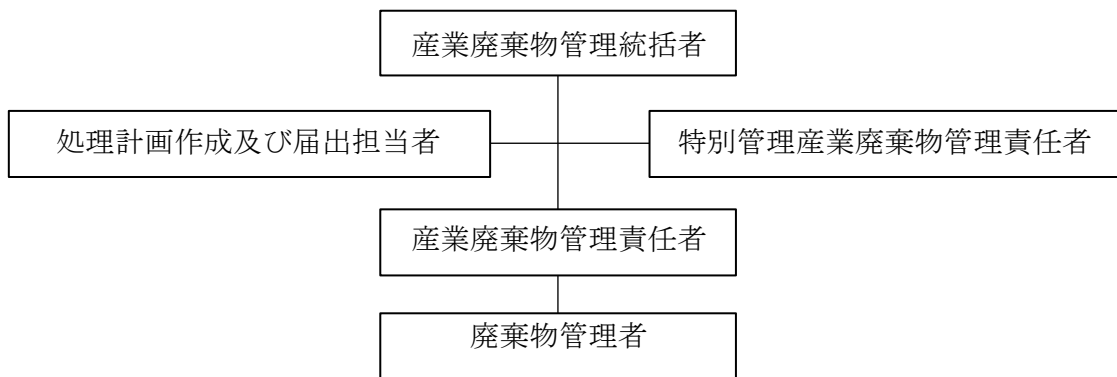 産業廃棄物管理統括者
処理計画作成及び届出担当者
特別管理産業廃棄物管理責任者
産業廃棄物管理責任者
廃棄物管理者